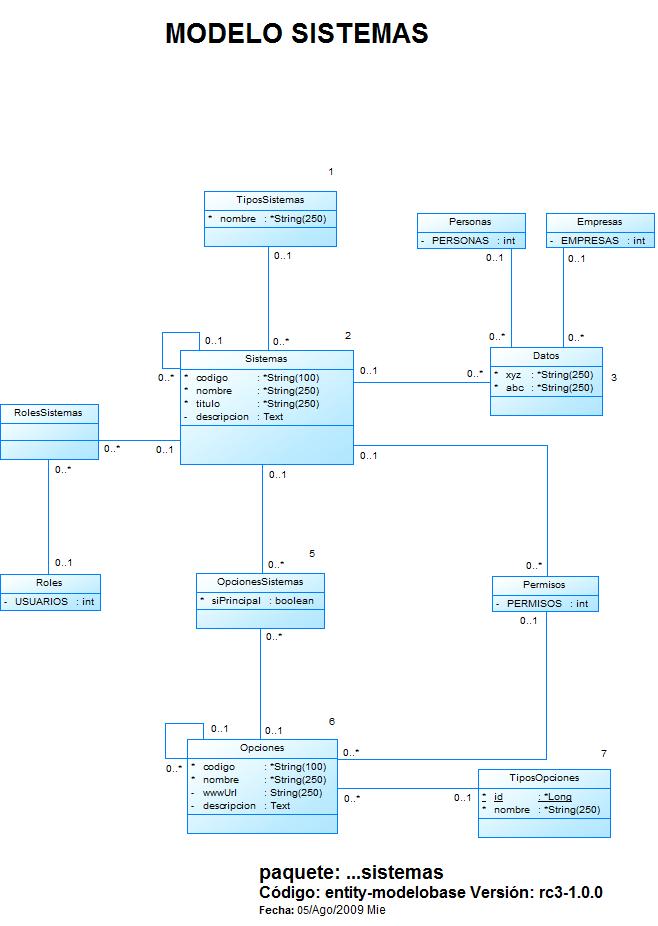 MODELO SISTEMAS
1
TiposSistemas
* nombre : *String(250)
0..1
Personas
- PERSONAS : int
0..1
Empresas
- EMPRESAS : int
0..1
0..1
0..*
0..*
2
Sistemas
* codigo : *String(100)
* nombre : *String(250)
* titulo : *String(250)
- descripcion : Text
0..1
0..*
0..*
0..*
Datos
* xyz : *String(250)
* abc : *String(250)
3
RolesSistemas
0..*
0..1
0..1
0..*
0..1
0..1
Roles
- USUARIOS : int
5
0..*
OpcionesSistemas
* siPrincipal : boolean
0..*
0..*
Permisos
- PERMISOS : int
0..1
0..1
0..*
0..1
6
Opciones
* codigo : *String(100)
* nombre : *String(250)
- wwwUrl : String(250)
- descripcion : Text
0..*
0..*
0..1
7
TiposOpciones
* id : *Long
* nombre : *String(250)
paquete: ...sistemas
Código: entity-modelobase Versión: rc3-1.0.0
Fecha: 05/Ago/2009 Mie